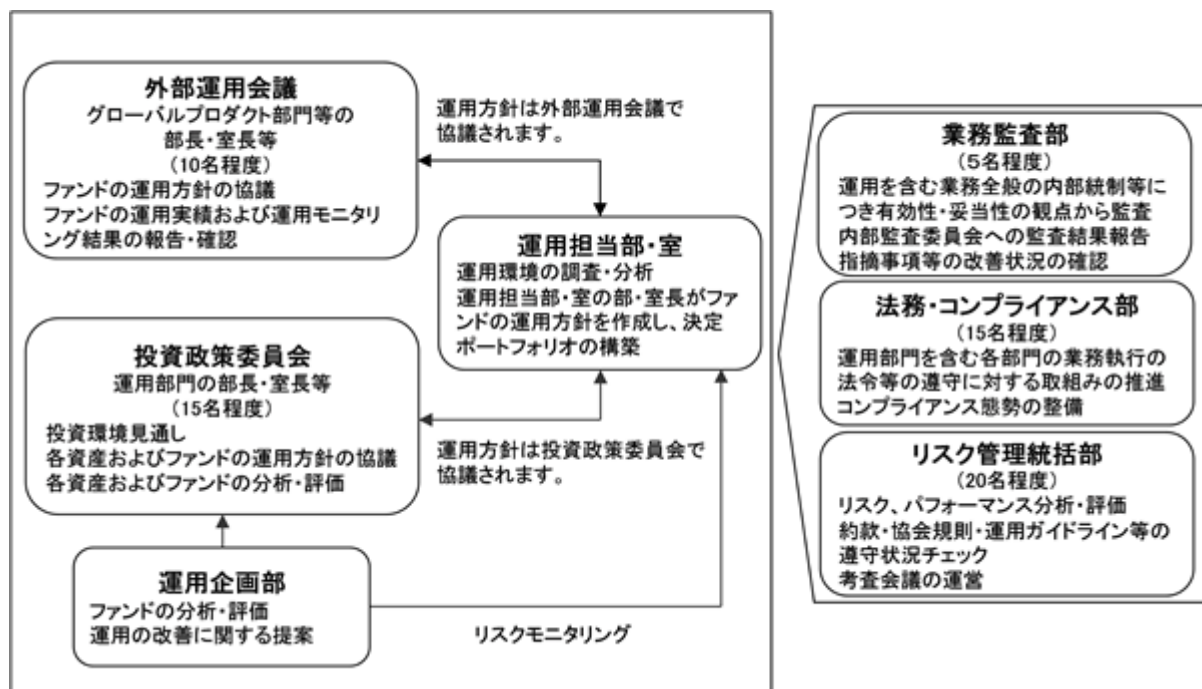 外部運用会議
グローバルプロダクト部門等の
部長・室長等
(10名程度)
ファンドの運用方針の協議
ファンドの運用実績および運用モニタリ
ング結果の報告・確認
運用方針は外部運用会議で
協議されます。
運用担当部・室
運用環境の調査・分析
運用担当部・室の部・室長がファ
ンドの運用方針を作成し、決定
ポートフォリオの構築
投資政策委員会
運用部門の部長・室長等
(15名程度)
投資環境見通し
各資産およびファンドの運用方針の協議
各資産およびファンドの分析・評価
運用方針は投資政策委員会で
協議されます。
運用企画部
ファンドの分析・評価
運用の改善に関する提案
リスクモニタリング
業務監査部
(5名程度)
運用を含む業務全般の内部統制等に
つき有効性・妥当性の観点から監査
内部監査委員会への監査結果報告
指摘事項等の改善状況の確認
法務・コンプライアンス部
(15名程度)
運用部門を含む各部門の業務執行の
法令等の遵守に対する取組みの推進
コンプライアンス態勢の整備
リスク管理統括部
(20名程度)
リスク、パフォーマンス分析・評価
約款・協会規則・運用ガイドライン等の
遵守状況チェック
考査会議の運営